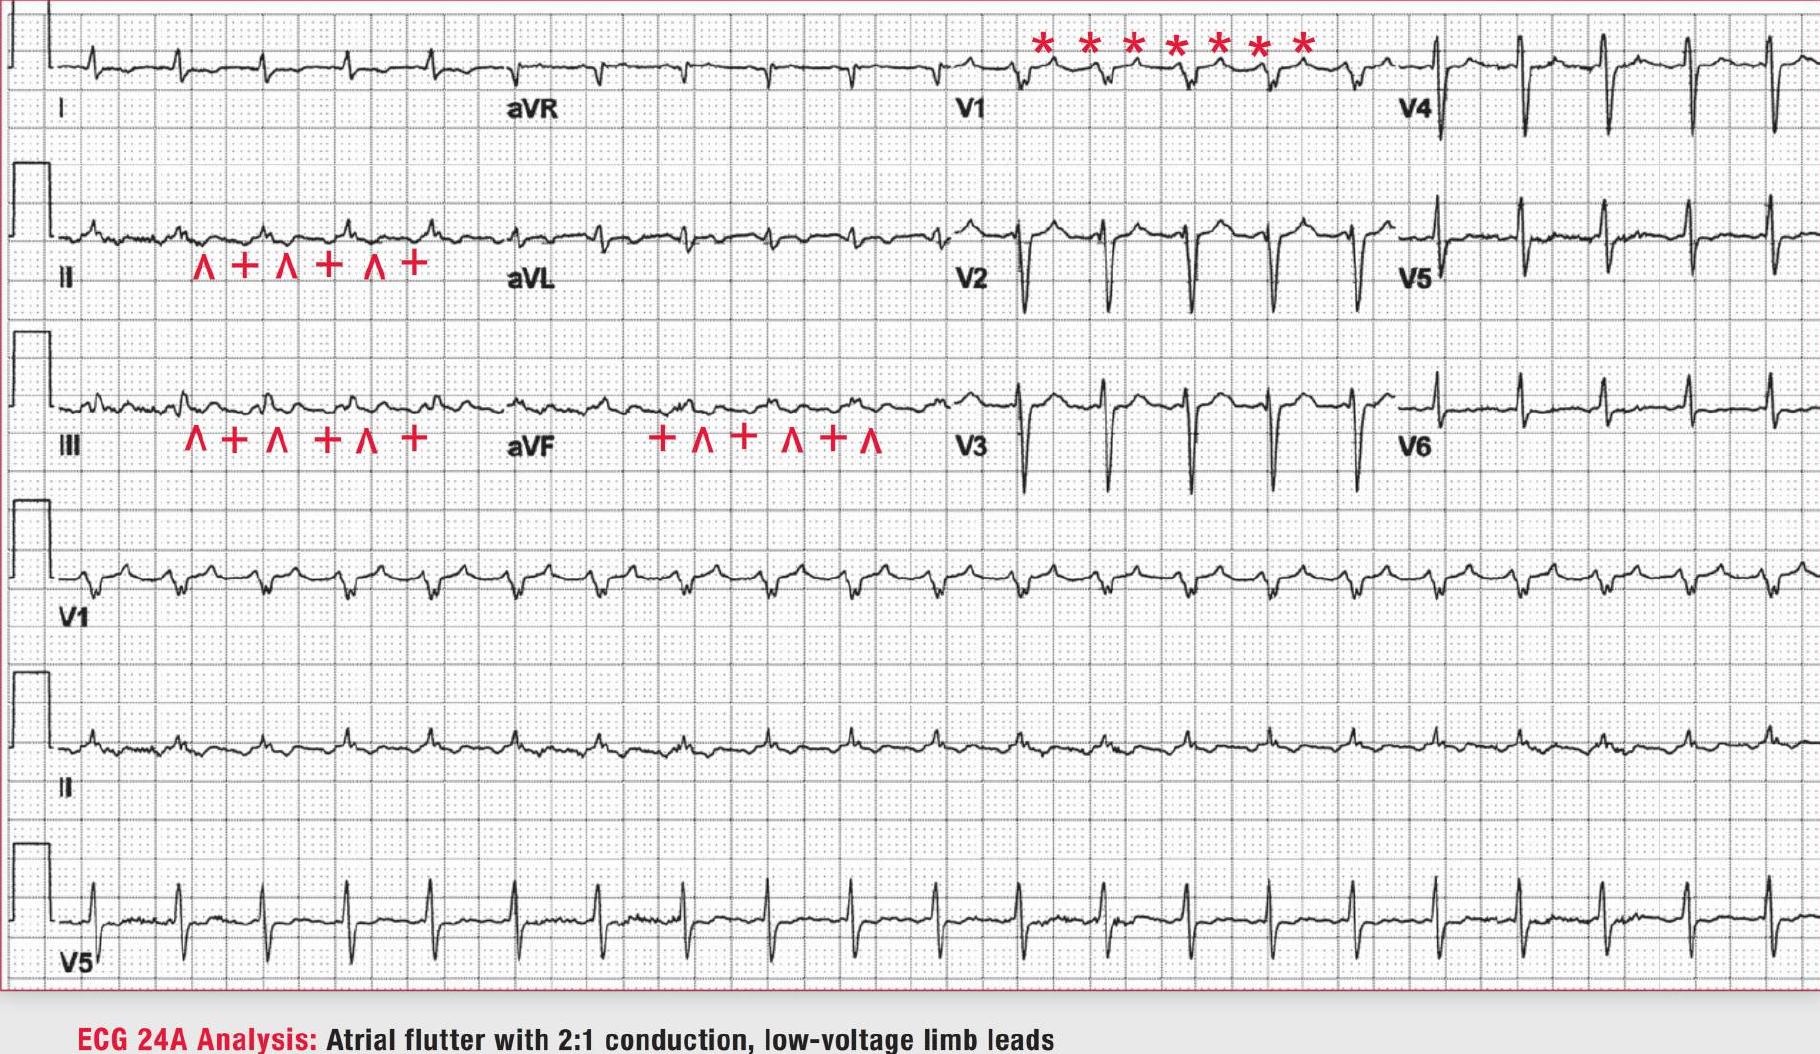 * * * * * * *
I aVR V1 V4
^ + ^ + ^ +
II aVL V2 V5
^ + ^ + ^ + + ^ + ^ + ^
III aVF V3 V6
V1
II
V5
ECG 24A Analysis: Atrial flutter with 2:1 conduction, low-voltage limb leads